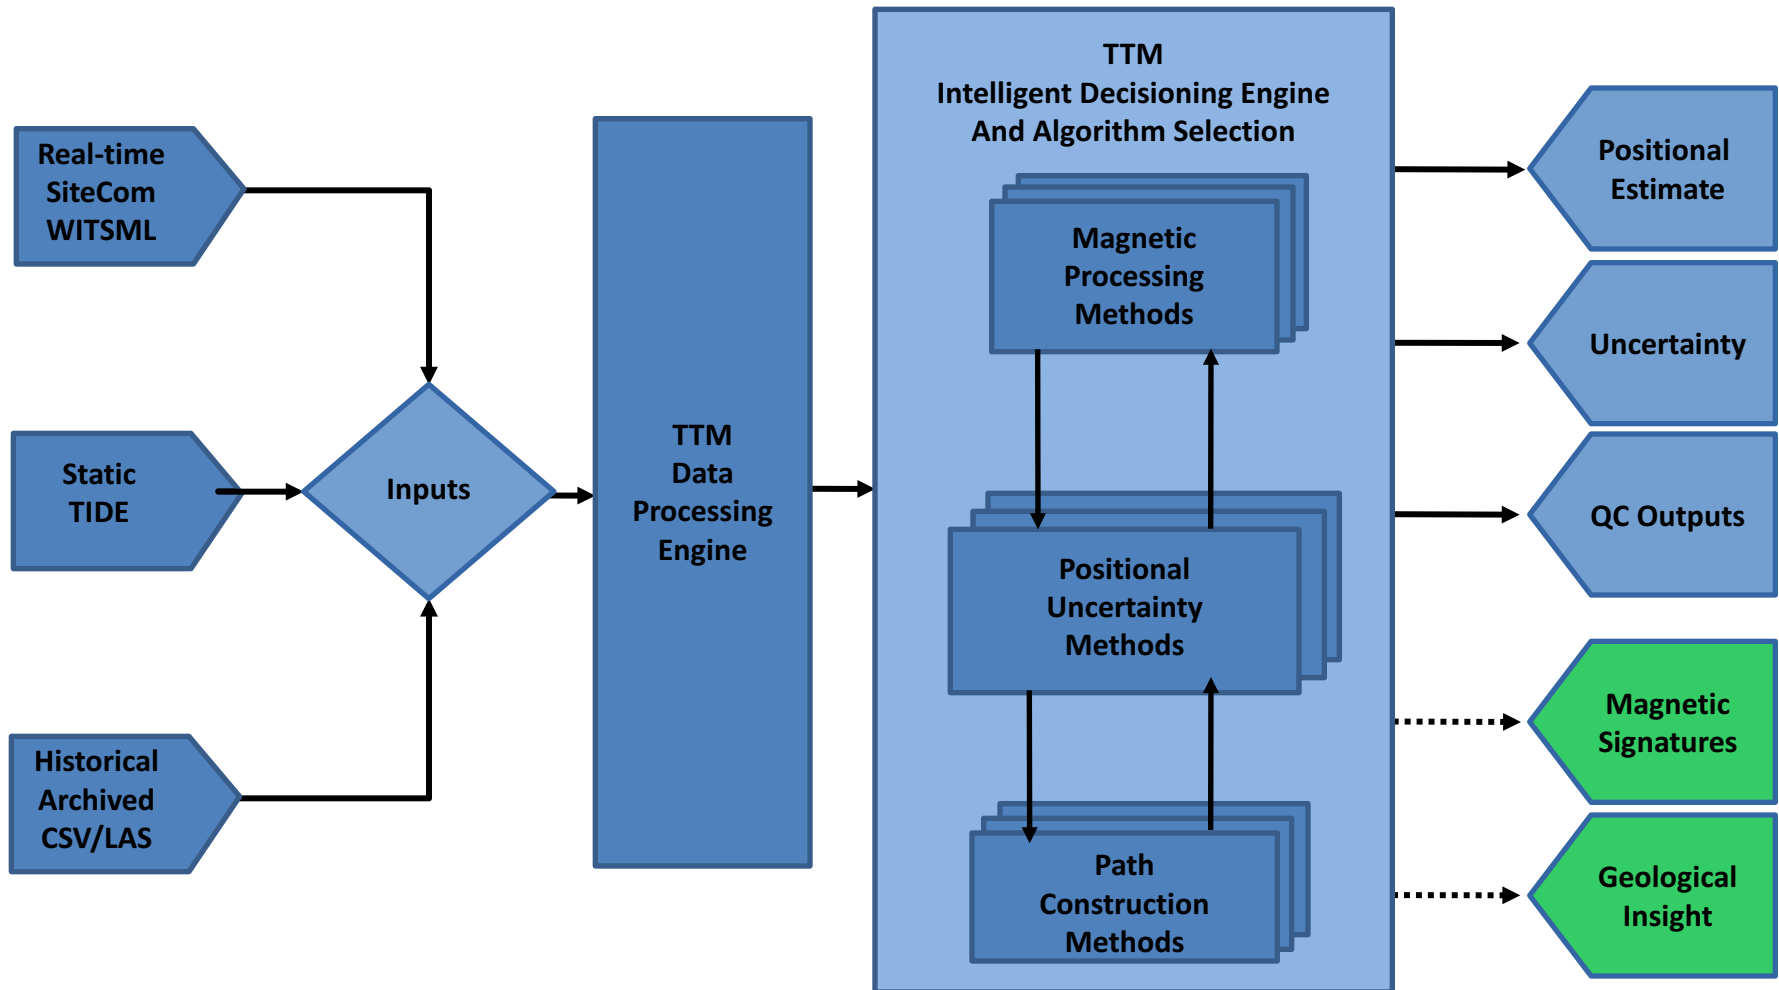 Real-time
SiteCom
WITSML
Static
TIDE
Historical
Archived
CSV/LAS
Inputs
TTM
Data
Processing
Engine
TTM
Intelligent Decisioning Engine
And Algorithm Selection
Magnetic
Processing
Methods
Positional
Uncertainty
Methods
Path
Construction
Methods
Positional
Estimate
Uncertainty
QC Outputs
Magnetic
Signatures
Geological
Insight